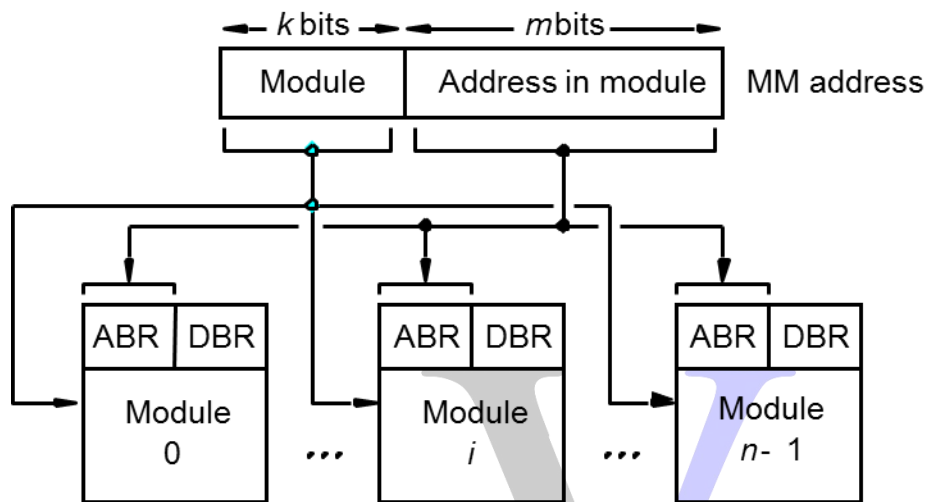 k bits m bits
Module Address in module MM address
ABR DBR ABR DBR ABR DBR
Module Module Module
0 ... i ... n- 1